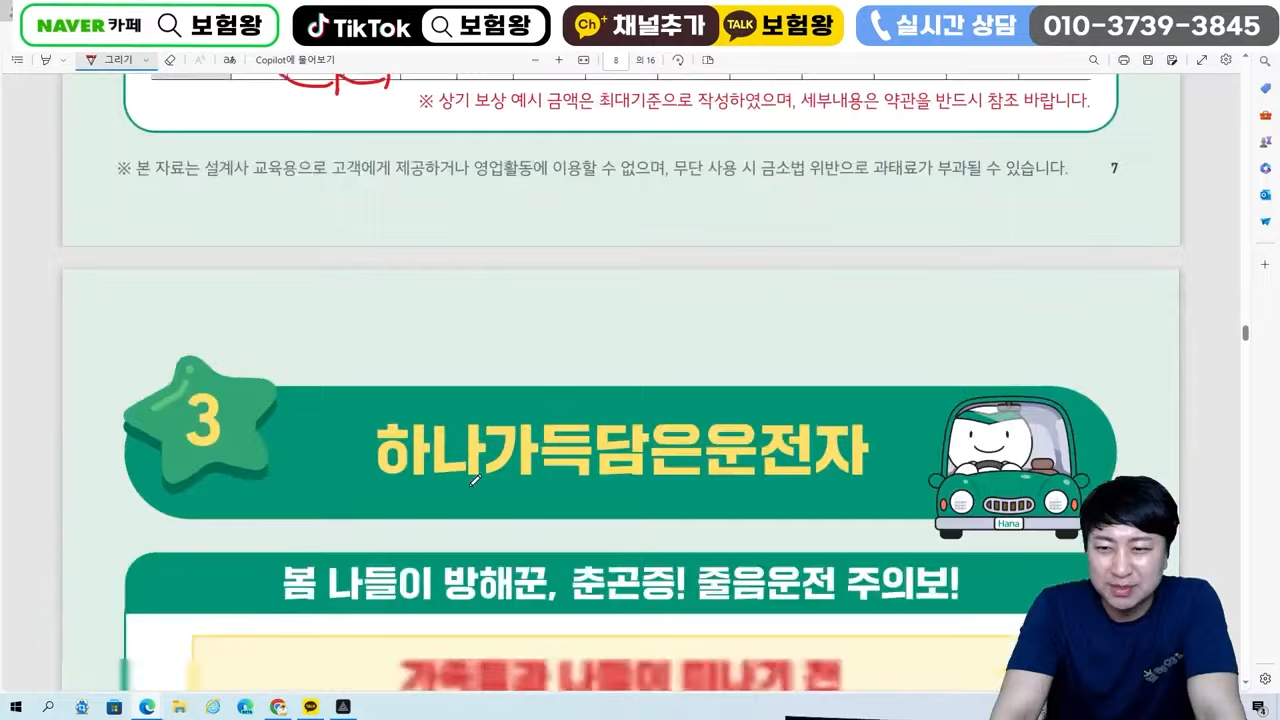 NAVER 카페 보험왕
TikTok 보험왕
Ch+ 채널추가 TALK 보험왕
실시간 상담 010-3739-3845
그리기 aあ Copilot에 물어보기 8 의 16
※ 상기 보상 예시 금액은 최대기준으로 작성하였으며, 세부내용은 약관을 반드시 참조 바랍니다.
※ 본 자료는 설계사 교육용으로 고객에게 제공하거나 영업활동에 이용할 수 없으며, 무단 사용 시 금소법 위반으로 과태료가 부과될 수 있습니다. 7
3
하나가득담은운전자
Hana
봄 나들이 방해꾼, 춘곤증! 졸음운전 주의보!